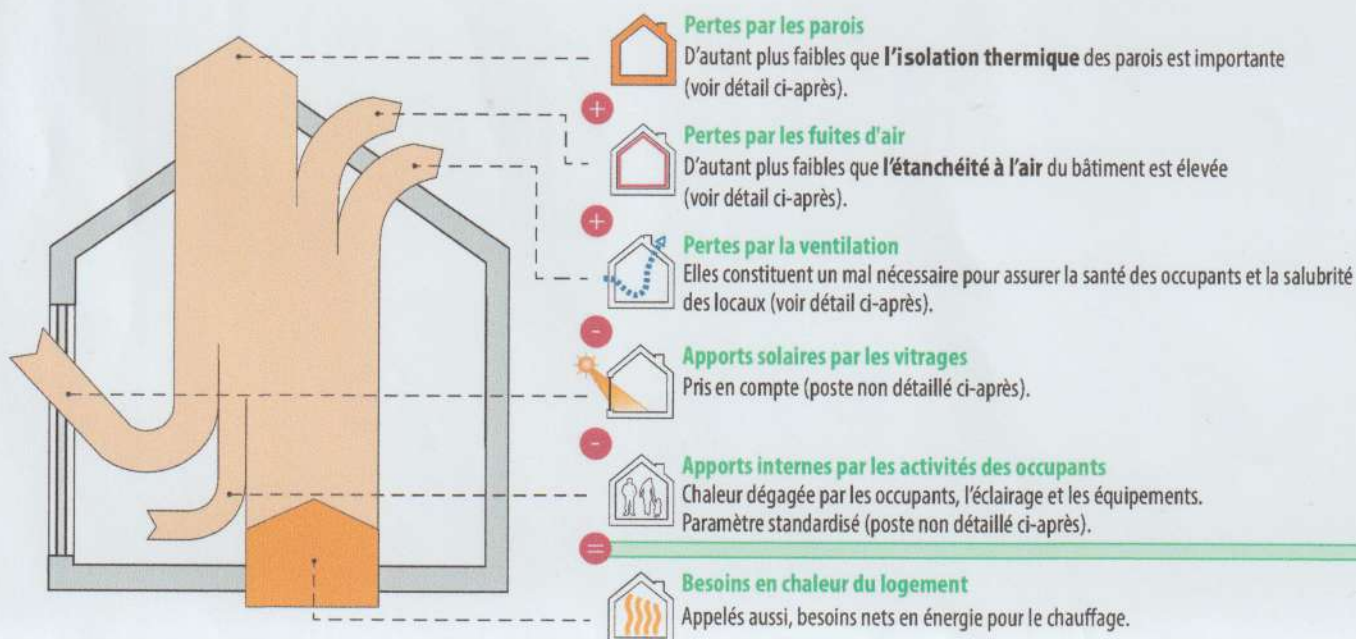 Pertes par les parois
D'autant plus faibles que l'isolation thermique des parois est importante
(voir détail ci-après).
+
Pertes par les fuites d'air
D'autant plus faibles que l'étanchéité à l'air du bâtiment est élevée
(voir détail ci-après).
+
Pertes par la ventilation
Elles constituent un mal nécessaire pour assurer la santé des occupants et la salubrité
des locaux (voir détail ci-après).
-
Apports solaires par les vitrages
Pris en compte (poste non détaillé ci-après).
-
Apports internes par les activités des occupants
Chaleur dégagée par les occupants, l'éclairage et les équipements.
Paramètre standardisé (poste non détaillé ci-après).
=
Besoins en chaleur du logement
Appelés aussi, besoins nets en énergie pour le chauffage.